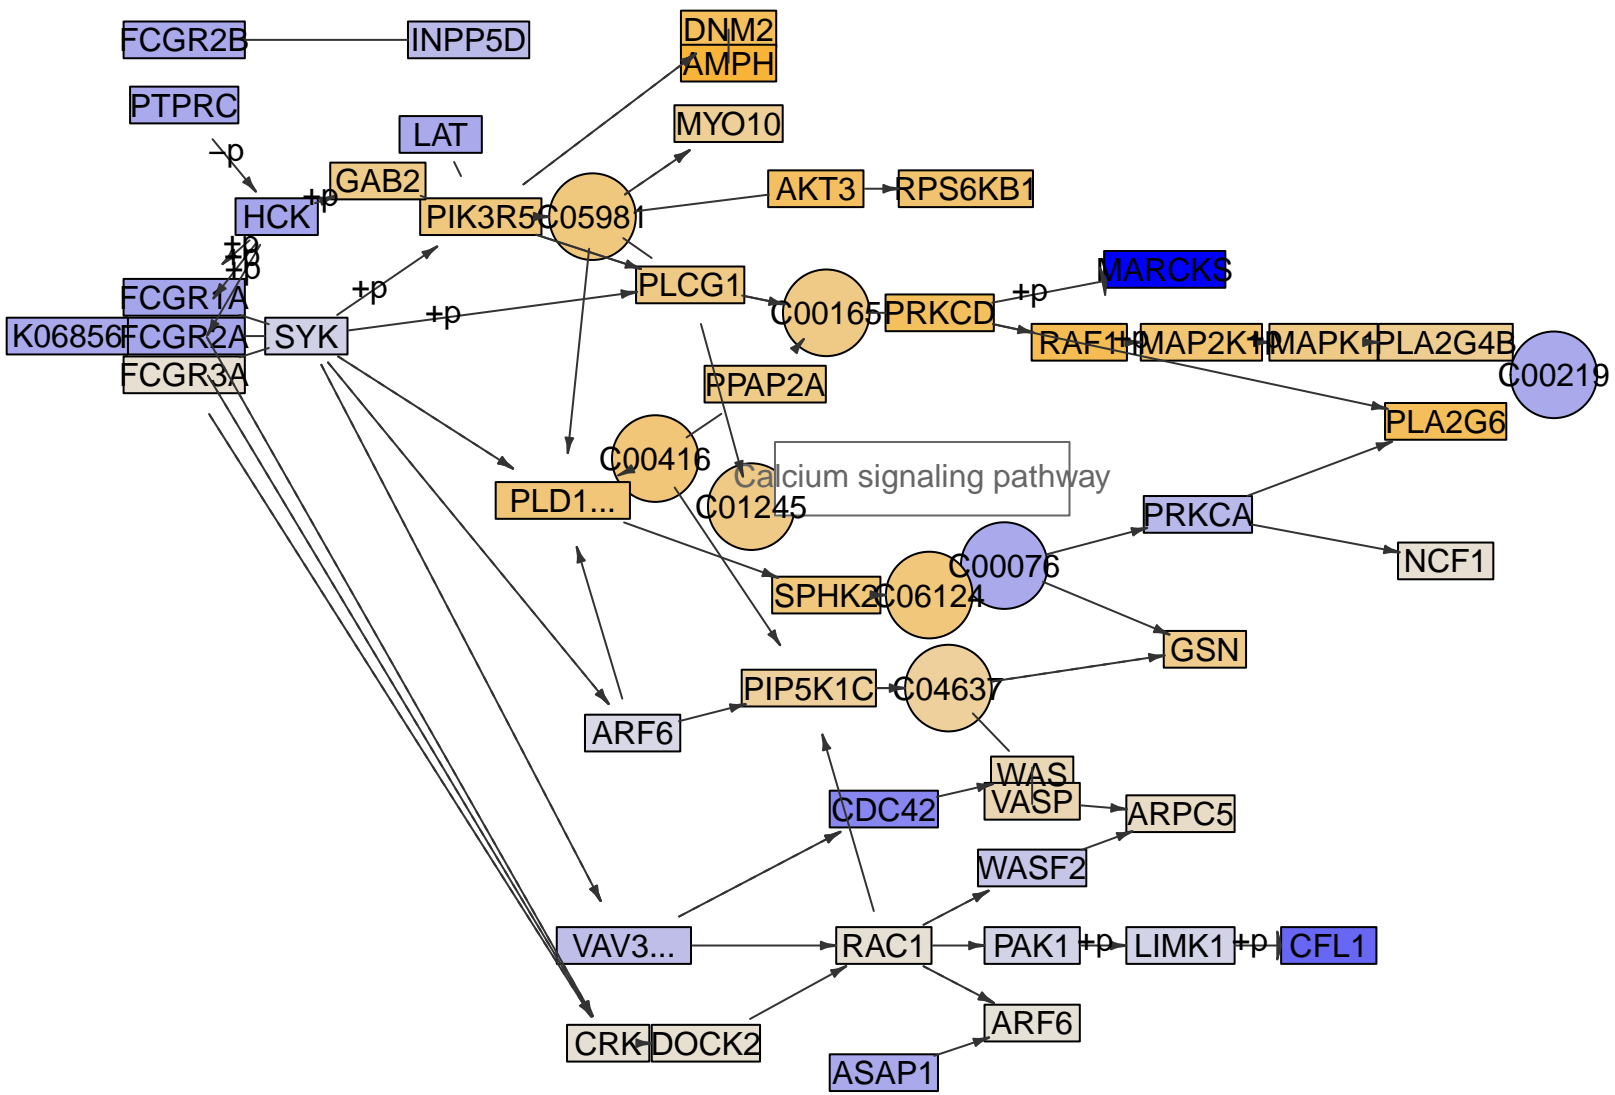 FCGR2B
INPP5D
DNM2
AMPH
PTPRC
MYO10
LAT
−p
GAB2
AKT3
RPS6KB1
+p
HCK
PIK3R5
C05981
+p
+p
+p
MARCKS
PLCG1
+p
+p
FCGR1A
C00165
PRKCD
+p
K06856
FCGR2A
SYK
RAF1
+p
MAP2K1
+p
MAPK1
PLA2G4B
FCGR3A
PPAP2A
C00219
PLA2G6
C00416
Calcium signaling pathway
PLD1...
C01245
PRKCA
C00076
NCF1
SPHK2
C06124
GSN
PIP5K1C
C04637
ARF6
WAS
VASP
CDC42
ARPC5
WASF2
VAV3...
RAC1
PAK1
+p
LIMK1
+p
CFL1
ARF6
CRK
DOCK2
ASAP1